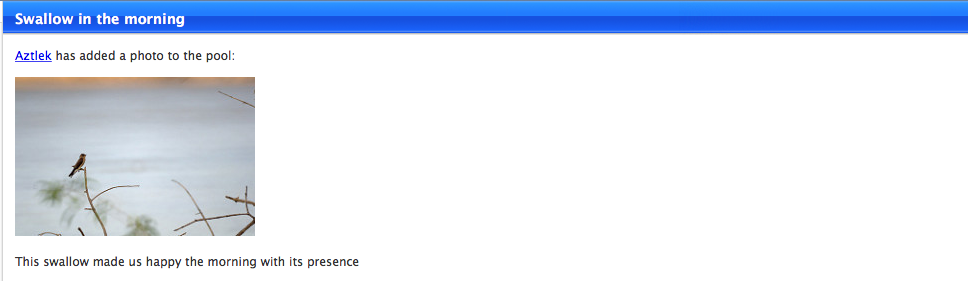 Swallow in the morning
Aztlek has added a photo to the pool:
This swallow made us happy the morning with its presence